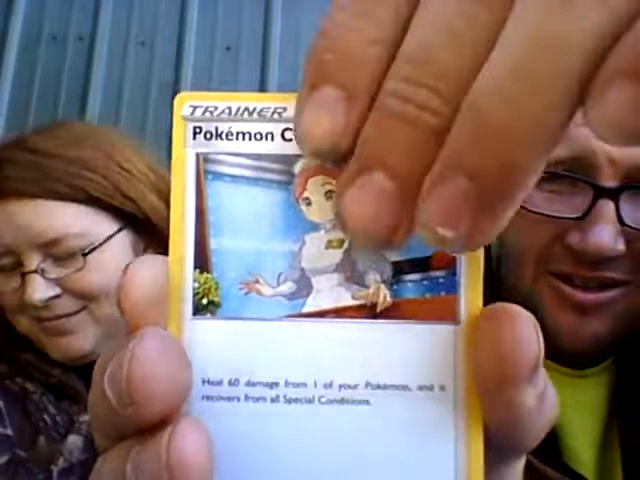 TRAINER
Pokémon C
Heal 60 damage from 1 of your Pokémon, and it
recovers from all Special Conditions.